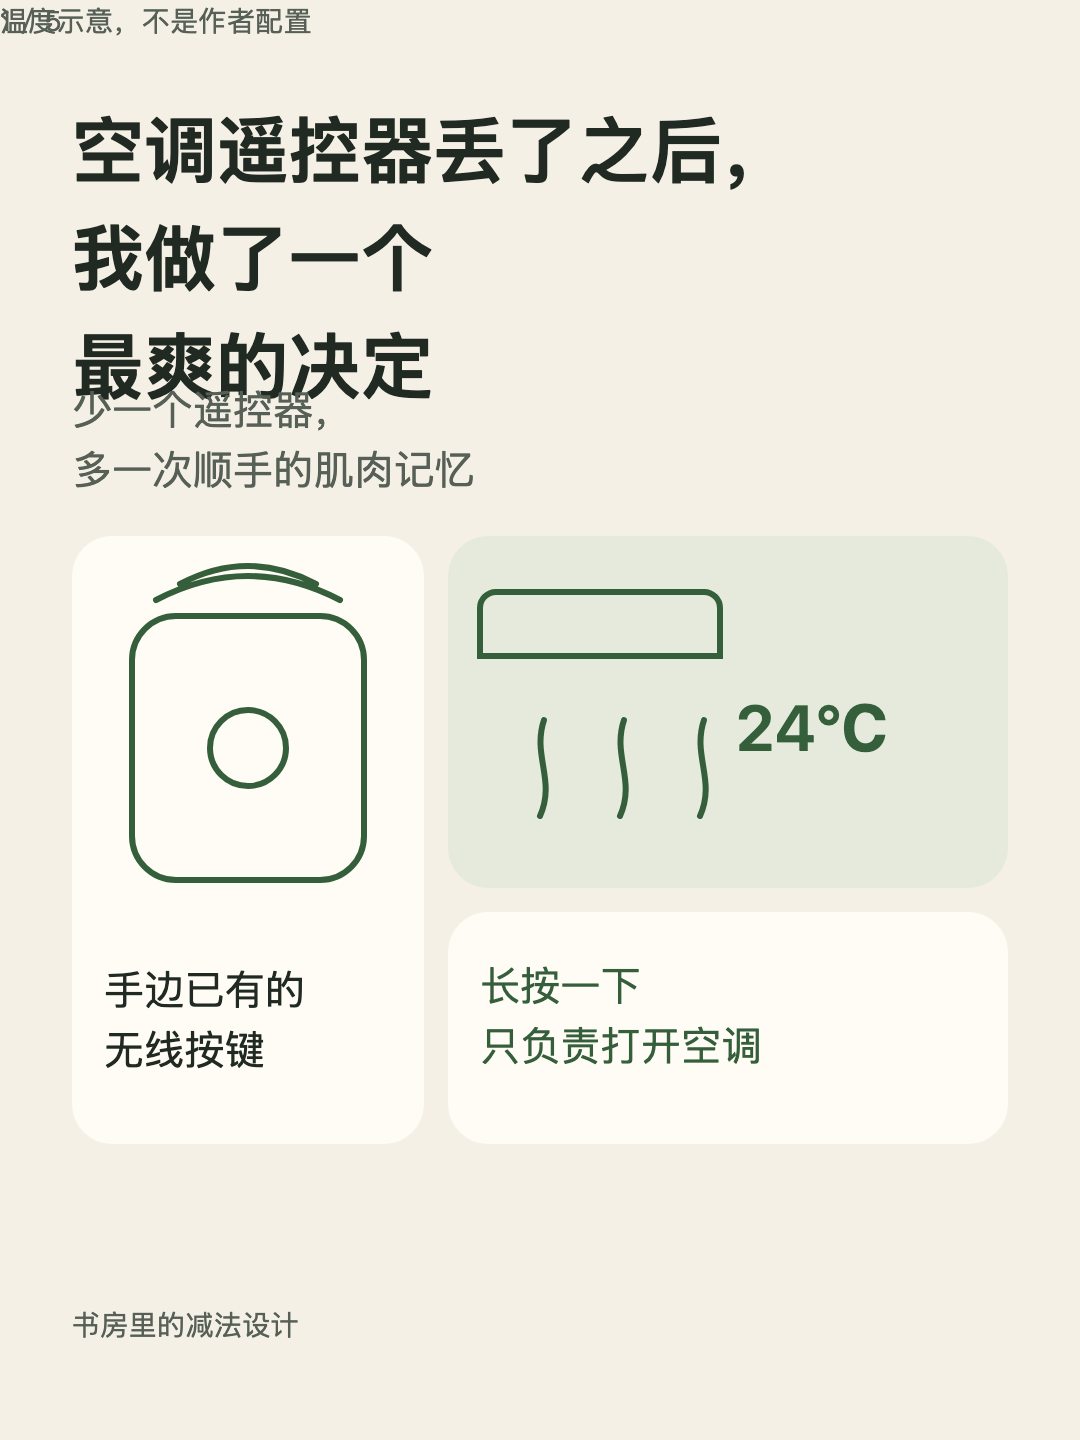 温度示意，不是作者配置
空调遥控器丢了之后，
我做了一个
最爽的决定
少一个遥控器，
多一次顺手的肌肉记忆
24°C
手边已有的
无线按键
长按一下
只负责打开空调
书房里的减法设计